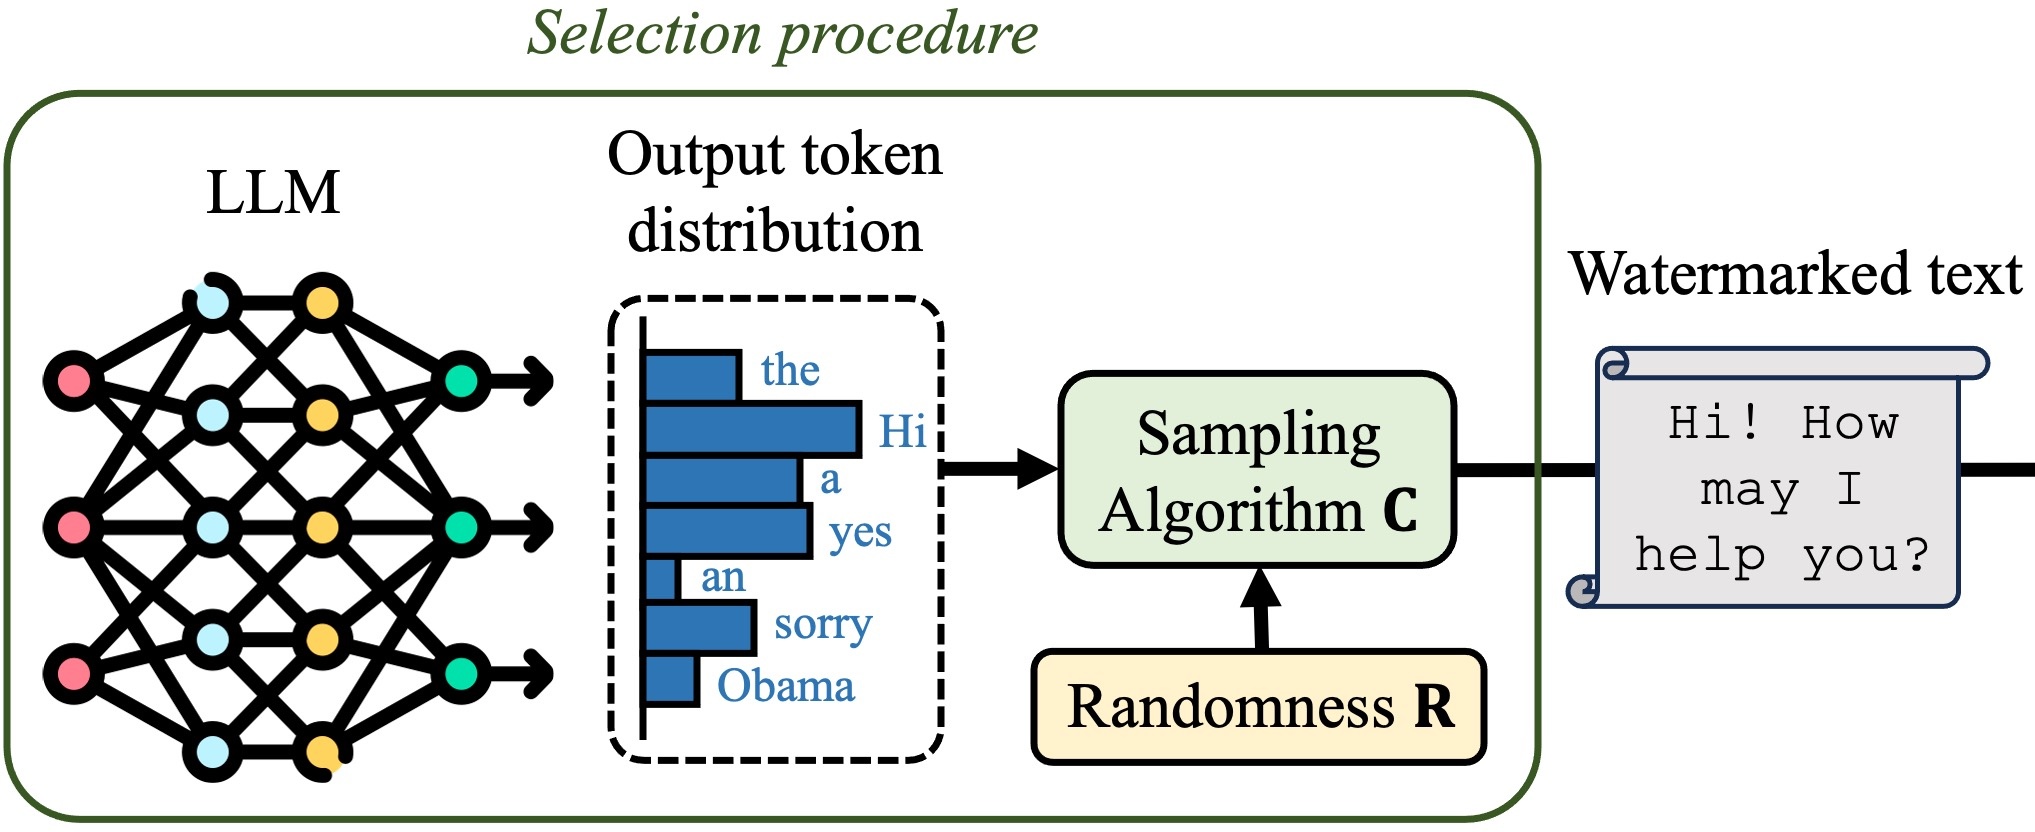 Selection procedure
LLM
Output token
distribution
the
Hi
a
yes
an
sorry
Obama
Sampling
Algorithm C
Randomness R
Watermarked text
Hi! How
may I
help you?